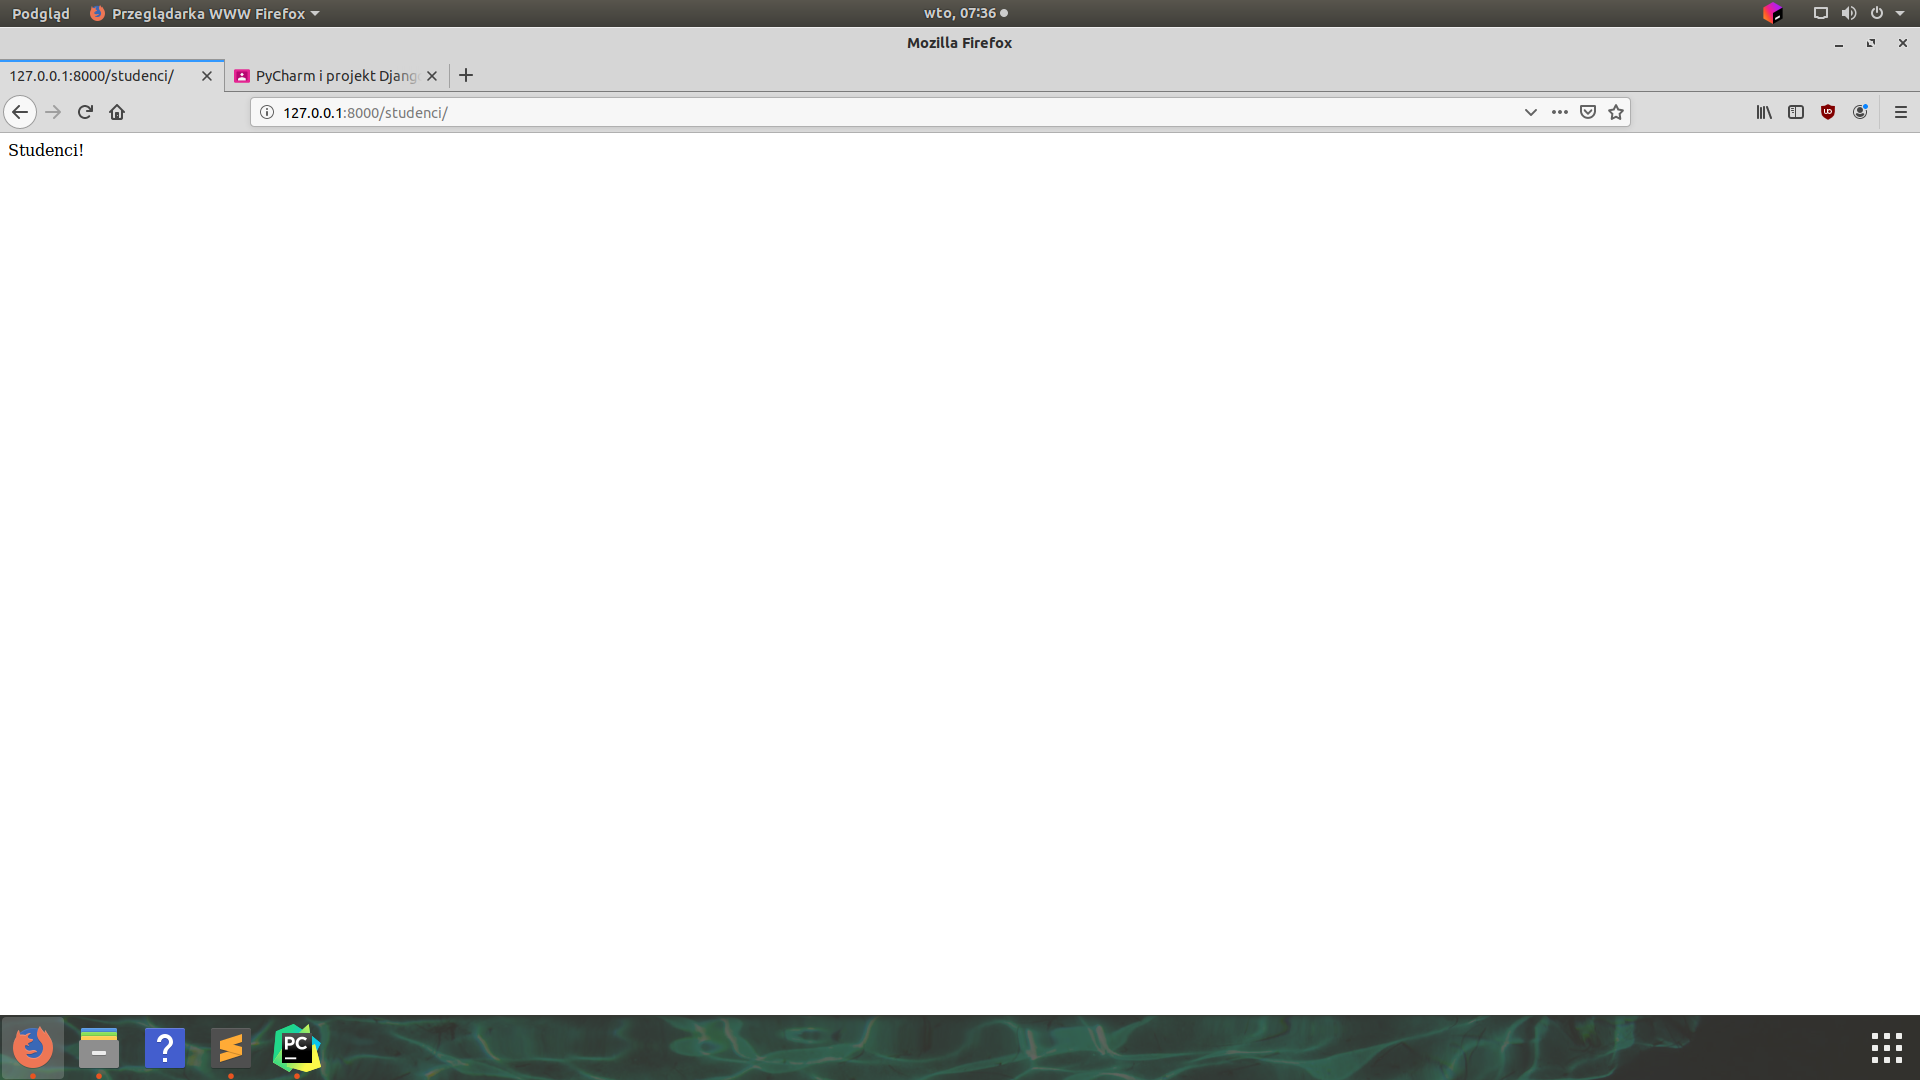 Podgląd Przeglądarka WWW Firefox wto, 07:36
Mozilla Firefox
127.0.0.1:8000/studenci/ PyCharm i projekt Djang
127.0.0.1:8000/studenci/
Studenci!
?
PC